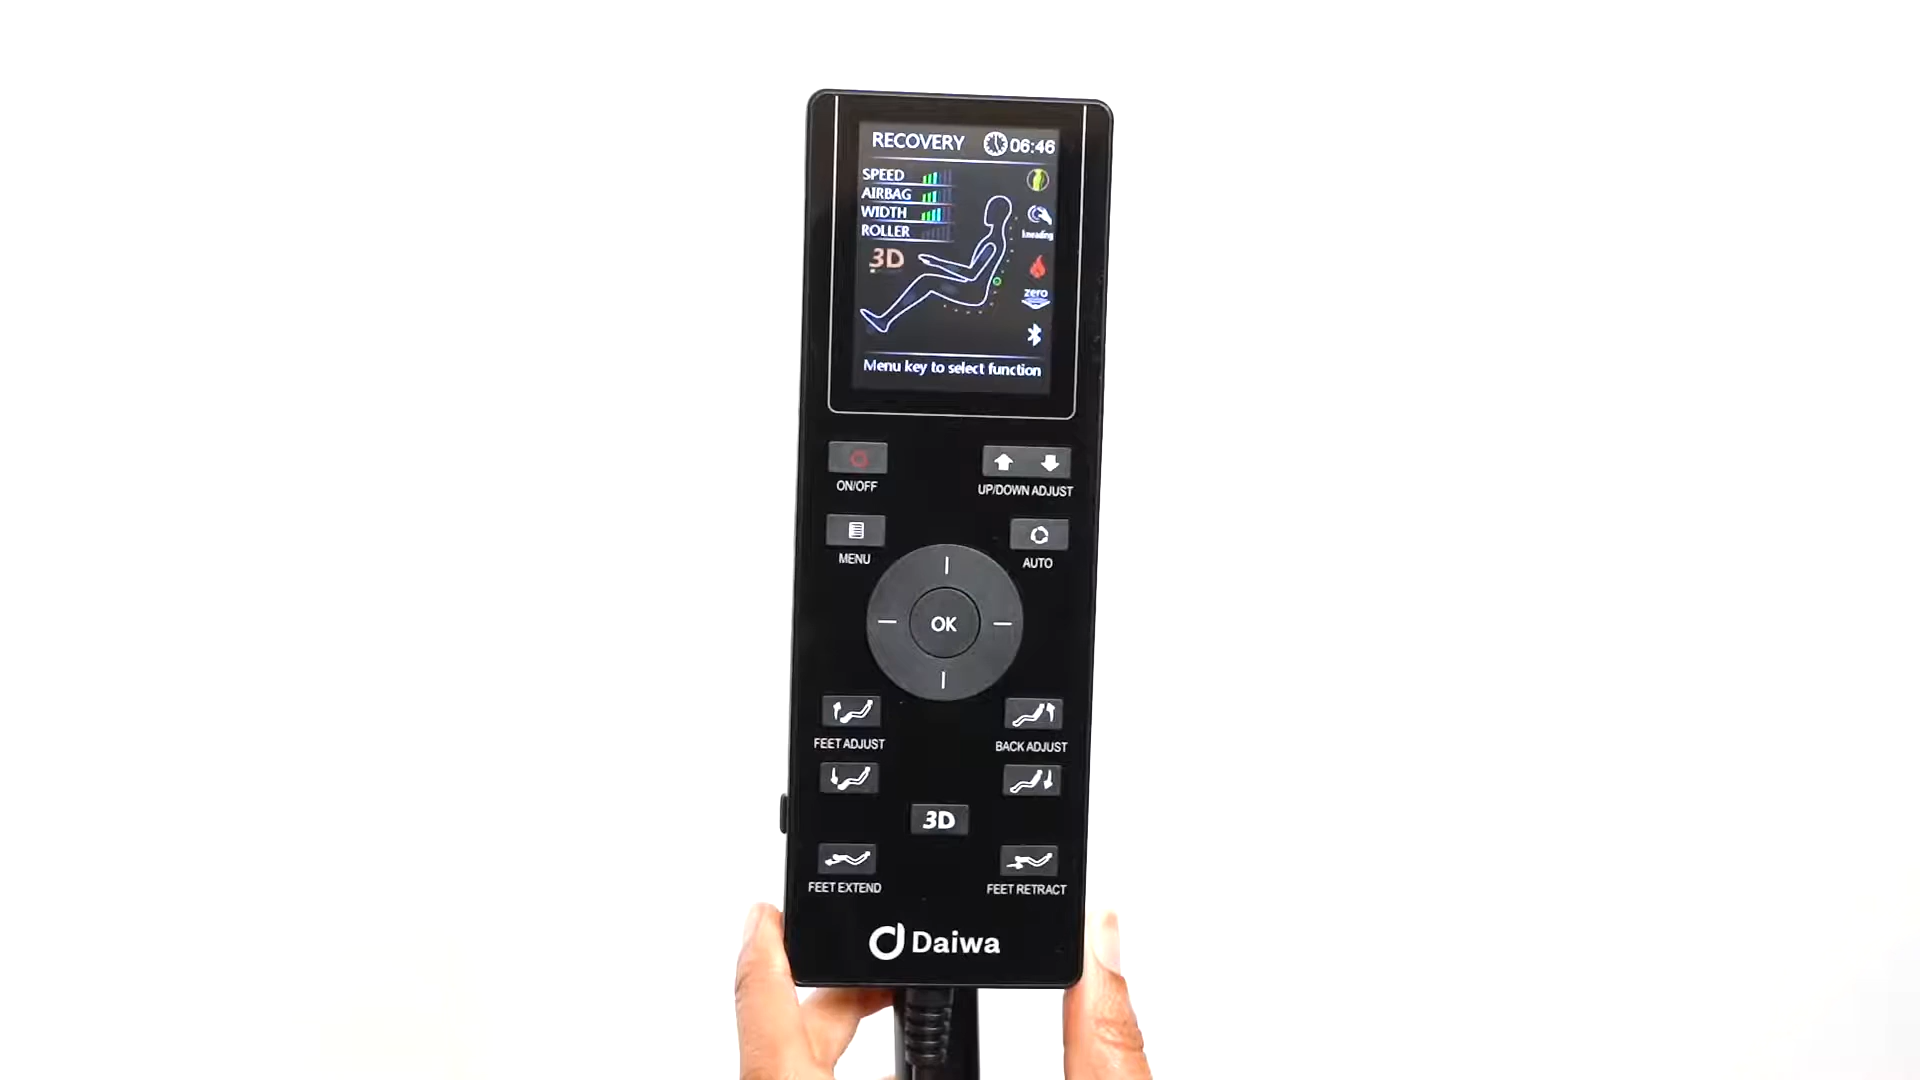 RECOVERY 06:46
SPEED
AIRBAG
WIDTH
ROLLER
3D
kneading
zero
Menu key to select function
ON/OFF
UP/DOWN ADJUST
MENU
AUTO
OK
FEET ADJUST
BACK ADJUST
3D
FEET EXTEND
FEET RETRACT
Daiwa